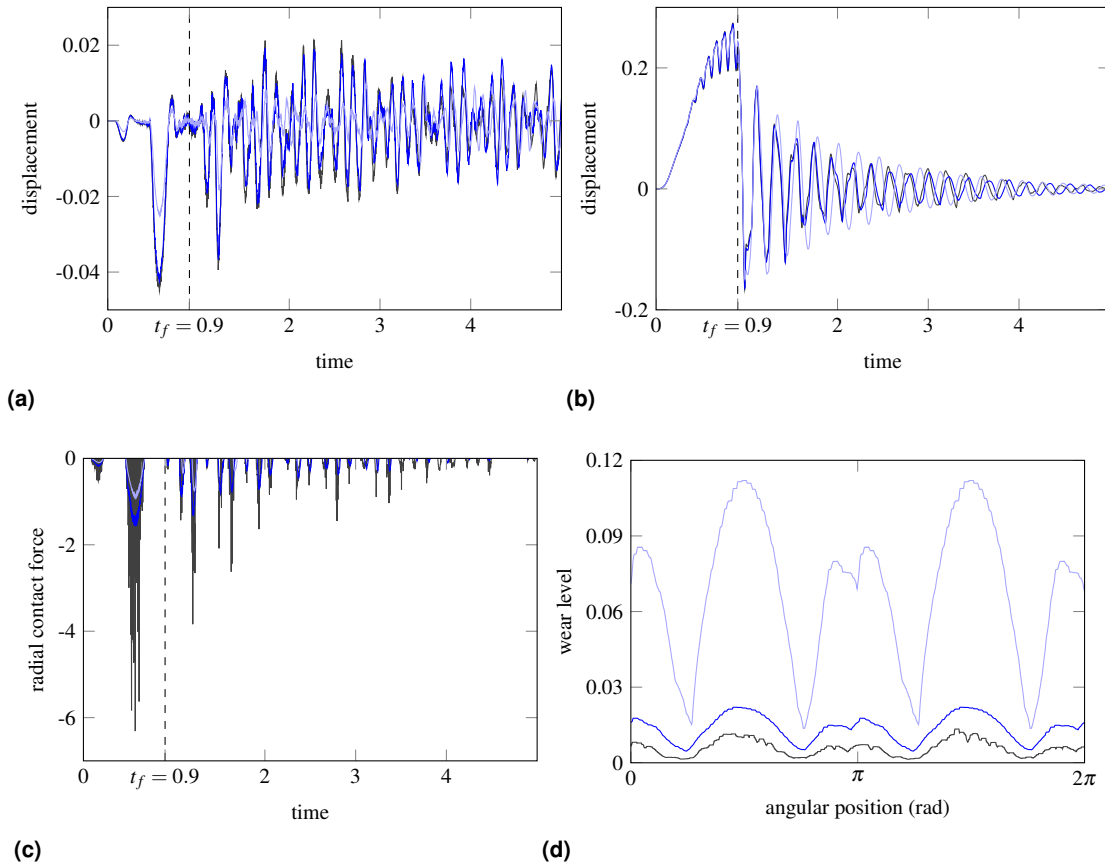 0.02
0
-0.02
-0.04
displacement
0
t_f = 0.9
2
3
4
time
(a)
0.2
0
-0.2
displacement
0
t_f = 0.9
2
3
4
time
(b)
0
-2
-4
-6
radial contact force
0
t_f = 0.9
2
4
time
(c)
0.12
0.09
0.06
0.03
0
wear level
0
π
2π
angular position (rad)
(d)